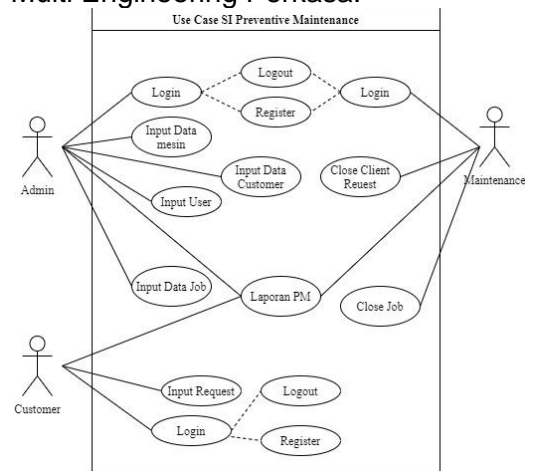 Multi Engineering Perkasa.
Use Case SI Preventive Maintenance
Logout
Login
Login
Register
Input Data
mesin
Input Data
Customer
Close Client
Reuest
Admin
Maintenance
Input User
Input Data Job
Laporan PM
Close Job
Input Request
Logout
Customer
Login
Register